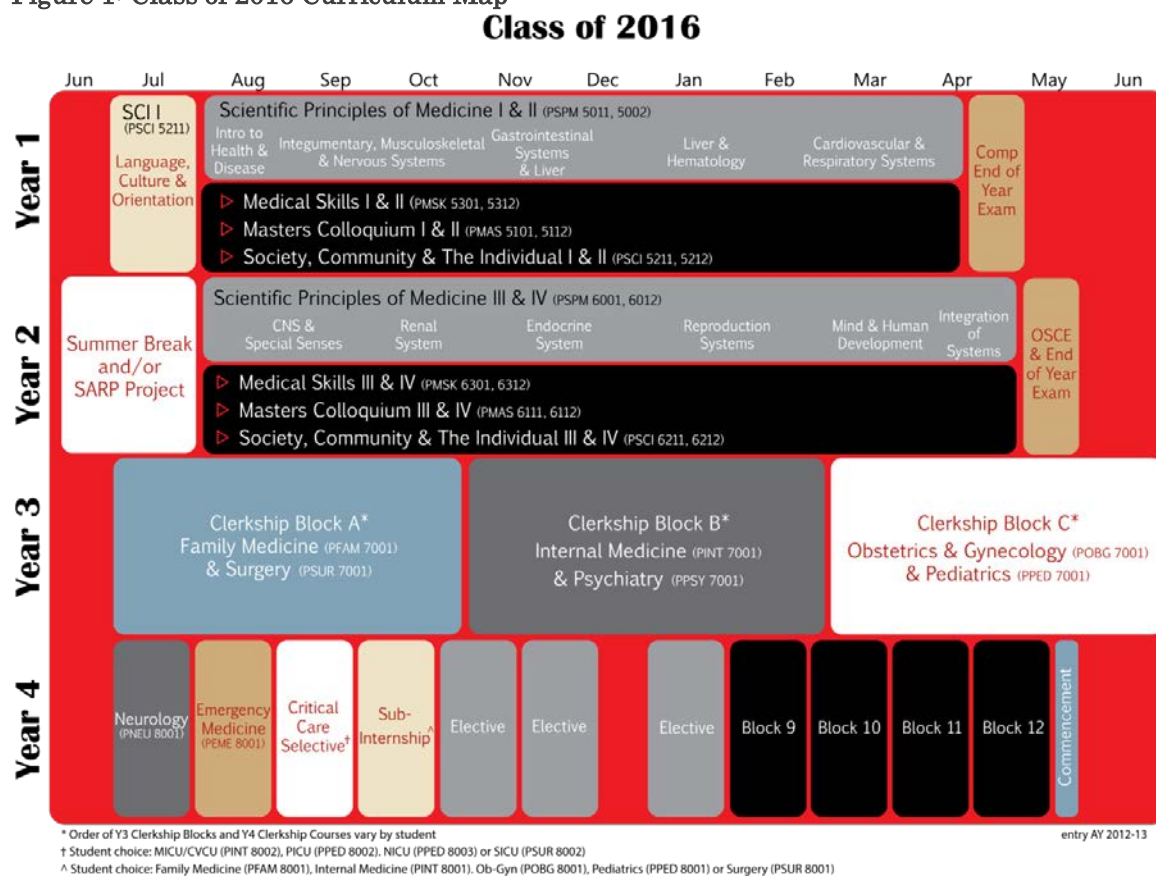 Figure 1: Class of 2016 Curriculum Map
Class of 2016
Jun Jul Aug Sep Oct Nov Dec Jan Feb Mar Apr May Jun
Year 1
SCI I
(PSCI 5211)
Language,
Culture &
Orientation
Scientific Principles of Medicine I & II (PSPM 5011, 5002)
Intro to
Health &
Disease
Integumentary, Musculoskeletal
& Nervous Systems
Gastrointestinal
Systems
& Liver
Liver &
Hematology
Cardiovascular &
Respiratory Systems
Medical Skills I & II (PMSK 5301, 5312)
Masters Colloquium I & II (PMAS 5101, 5112)
Society, Community & The Individual I & II (PSCI 5211, 5212)
Comp
End of
Year
Exam
Year 2
Summer Break
and/or
SARP Project
Scientific Principles of Medicine III & IV (PSPM 6001, 6012)
CNS &
Special Senses
Renal
System
Endocrine
System
Reproduction
Systems
Mind & Human
Development
Integration
of
Systems
Medical Skills III & IV (PMSK 6301, 6312)
Masters Colloquium III & IV (PMAS 6111, 6112)
Society, Community & The Individual III & IV (PSCI 6211, 6212)
OSCE
& End
of Year
Exam
Year 3
Clerkship Block A*
Family Medicine (PFAM 7001)
& Surgery (PSUR 7001)
Clerkship Block B*
Internal Medicine (PINT 7001)
& Psychiatry (PPSY 7001)
Clerkship Block C*
Obstetrics & Gynecology (POBG 7001)
& Pediatrics (PPED 7001)
Year 4
Neurology
(PNEU 8001)
Emergency
Medicine
(PEME 8001)
Critical
Care
Selective†
Sub-
Internship^
Elective
Elective
Elective
Block 9
Block 10
Block 11
Block 12
Commencement
* Order of Y3 Clerkship Blocks and Y4 Clerkship Courses vary by student
entry AY 2012-13
† Student choice: MICU/CVCU (PINT 8002), PICU (PPED 8002). NICU (PPED 8003) or SICU (PSUR 8002)
^ Student choice: Family Medicine (PFAM 8001), Internal Medicine (PINT 8001). Ob-Gyn (POBG 8001), Pediatrics (PPED 8001) or Surgery (PSUR 8001)